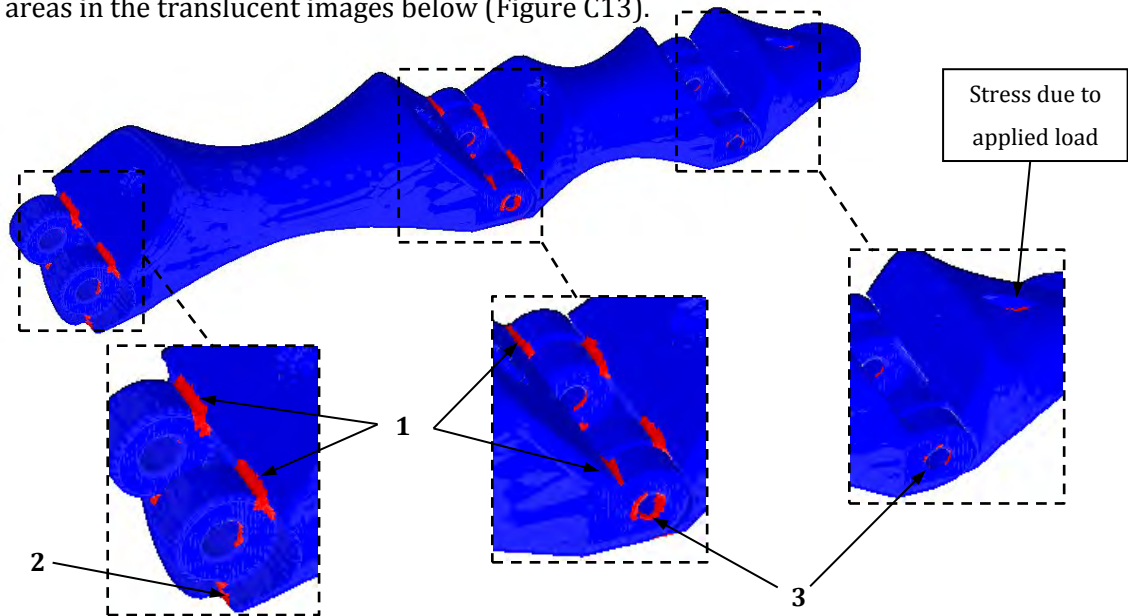 areas in the translucent images below (Figure C13).
Stress due to
applied load
1
2
3